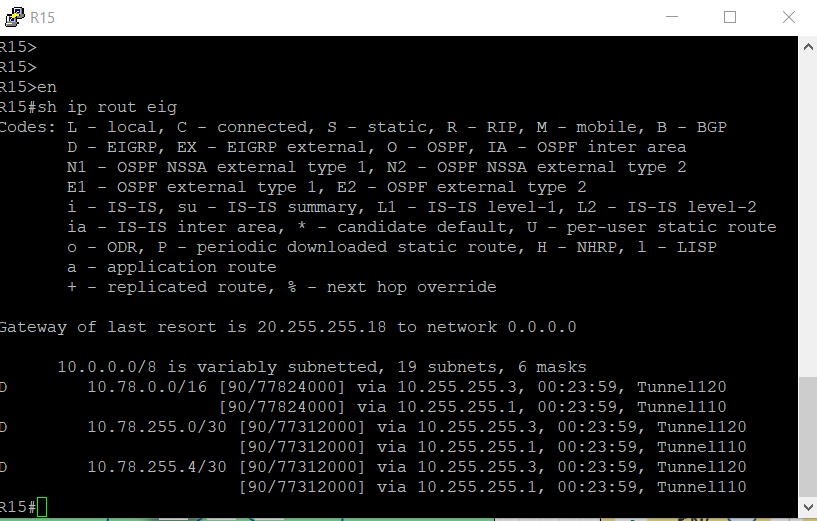 R15
R15>
R15>
R15>en
R15#sh ip rout eig
Codes: L - local, C - connected, S - static, R - RIP, M - mobile, B - BGP
       D - EIGRP, EX - EIGRP external, O - OSPF, IA - OSPF inter area
       N1 - OSPF NSSA external type 1, N2 - OSPF NSSA external type 2
       E1 - OSPF external type 1, E2 - OSPF external type 2
       i - IS-IS, su - IS-IS summary, L1 - IS-IS level-1, L2 - IS-IS level-2
       ia - IS-IS inter area, * - candidate default, U - per-user static route
       o - ODR, P - periodic downloaded static route, H - NHRP, l - LISP
       a - application route
       + - replicated route, % - next hop override
Gateway of last resort is 20.255.255.18 to network 0.0.0.0
      10.0.0.0/8 is variably subnetted, 19 subnets, 6 masks
D        10.78.0.0/16 [90/77824000] via 10.255.255.3, 00:23:59, Tunnel120
                      [90/77824000] via 10.255.255.1, 00:23:59, Tunnel110
D        10.78.255.0/30 [90/77312000] via 10.255.255.3, 00:23:59, Tunnel120
                        [90/77312000] via 10.255.255.1, 00:23:59, Tunnel110
D        10.78.255.4/30 [90/77312000] via 10.255.255.3, 00:23:59, Tunnel120
                        [90/77312000] via 10.255.255.1, 00:23:59, Tunnel110
R15#